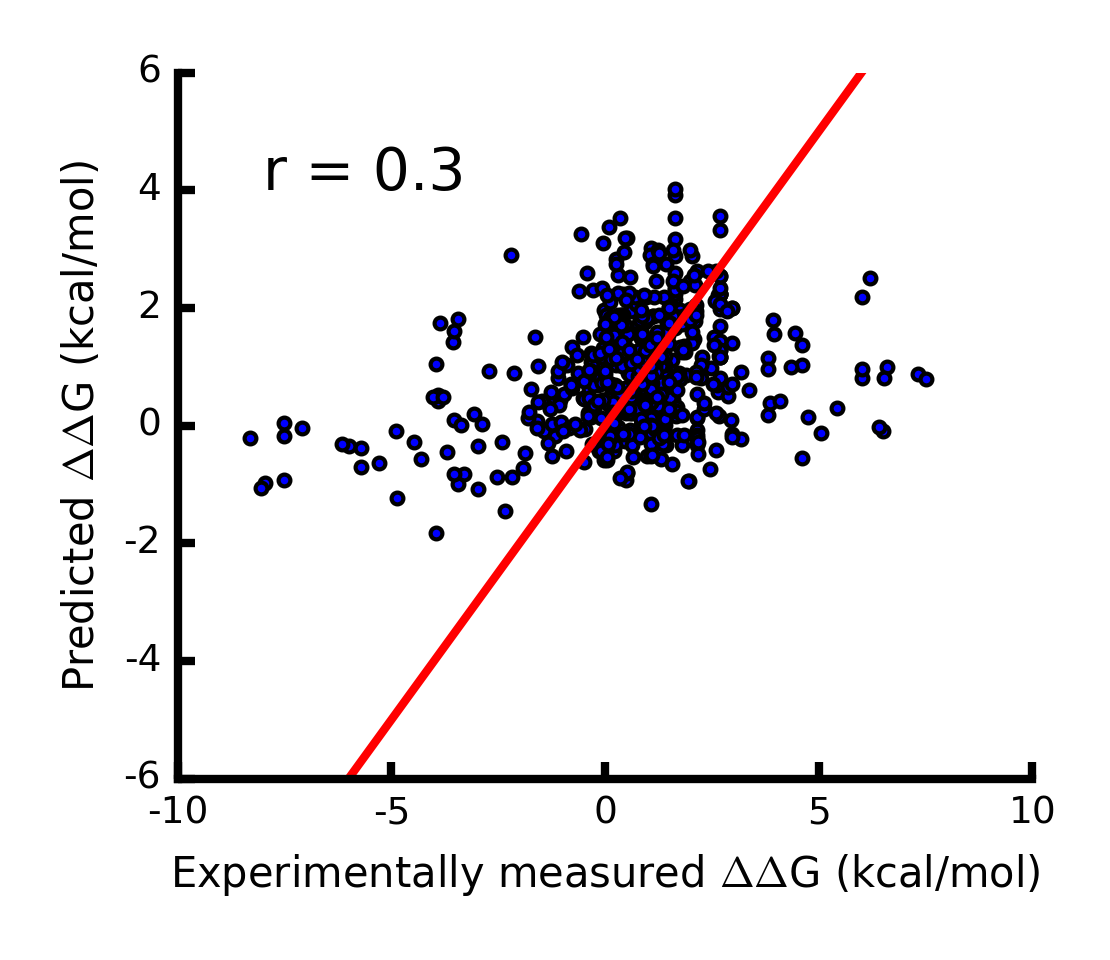 6
r = 0.3
4
2
0
-2
-4
-6
Predicted ΔΔG (kcal/mol)
-10 -5 0 5 10
Experimentally measured ΔΔG (kcal/mol)